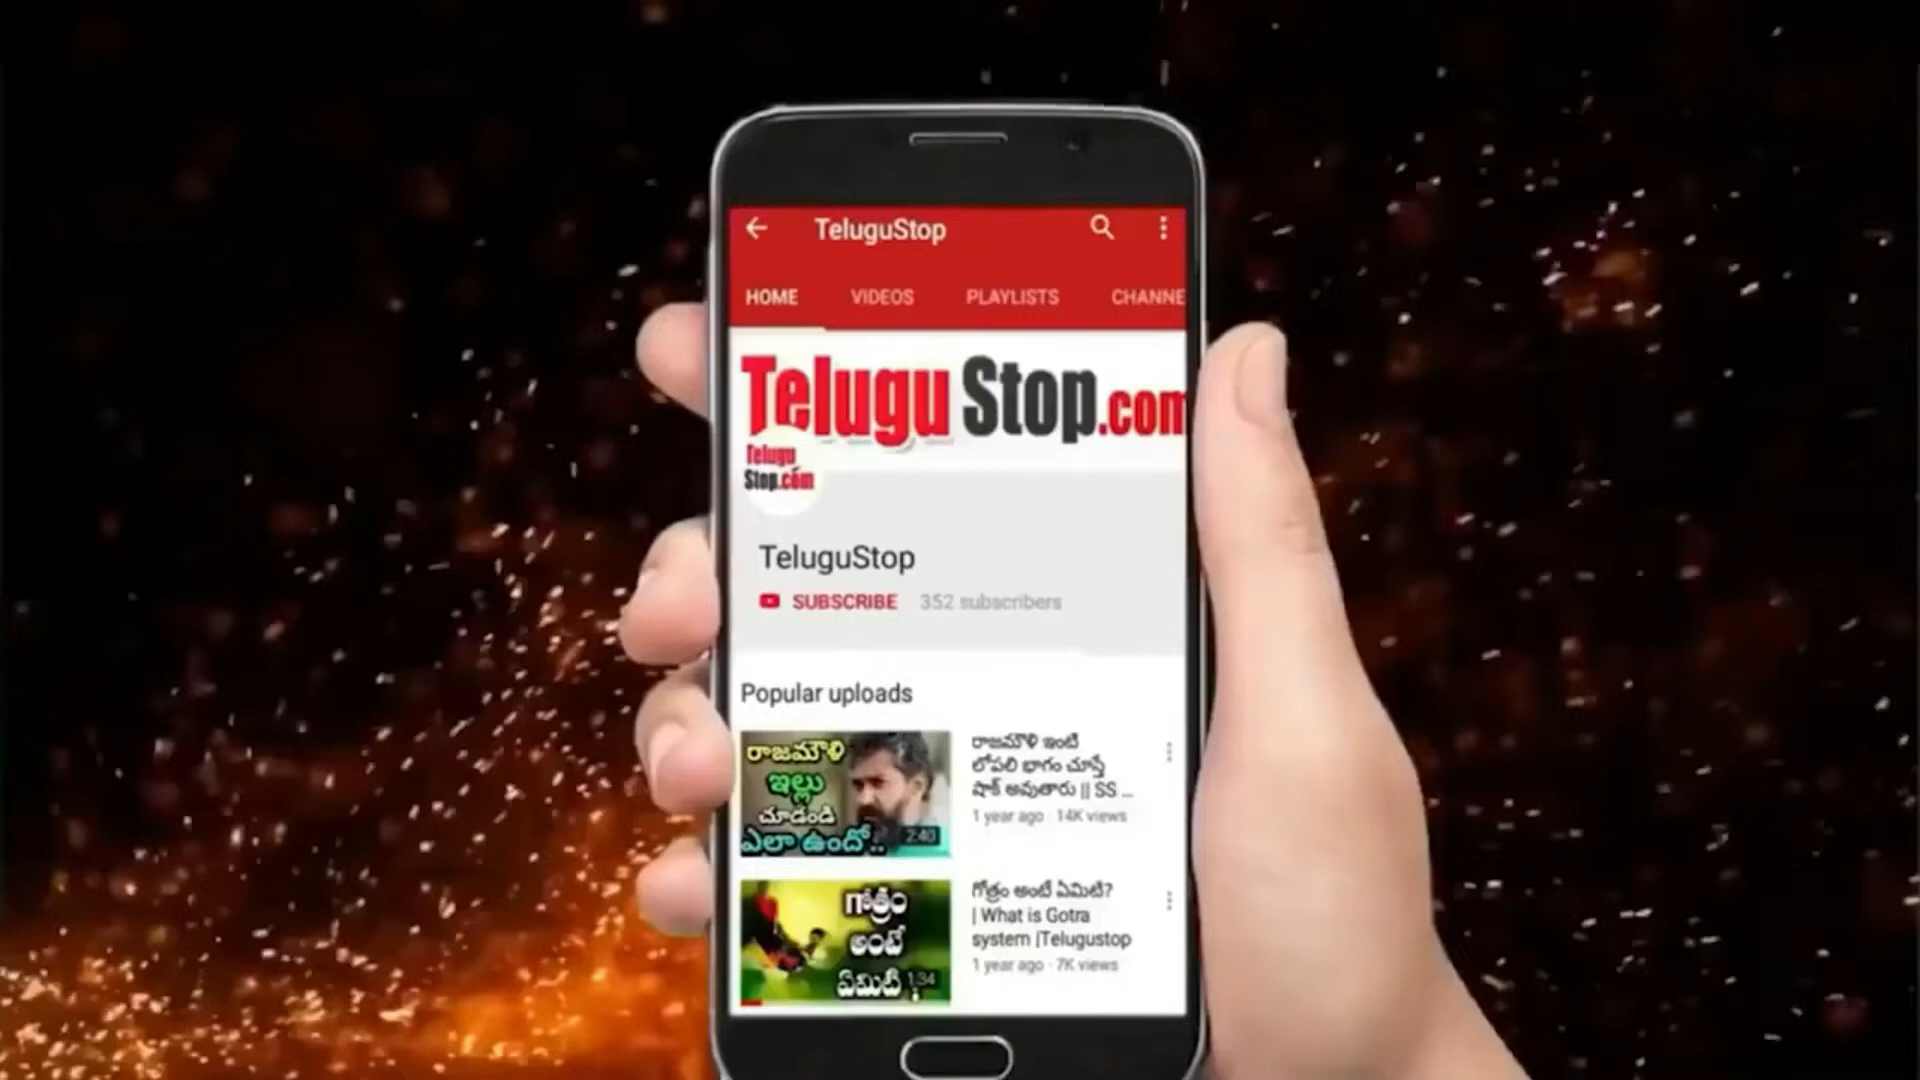 TeluguStop
HOME VIDEOS PLAYLISTS CHANNE
Telugu Stop.com
Telugu
Stop.com
TeluguStop
SUBSCRIBE 352 subscribers
Popular uploads
రాజమౌళి
ఇల్లు
చూడండి
ఎలా ఉందో..
2:40
రాజమౌళి ఇంటి
లోపలి భాగం చూస్తే
షాక్ అవుతారు || SS ...
1 year ago · 14K views
గోత్రం
అంటే
ఏమిటి
1:34
గోత్రం అంటే ఏమిటి?
| What is Gotra
system |Telugustop
1 year ago · 7K views